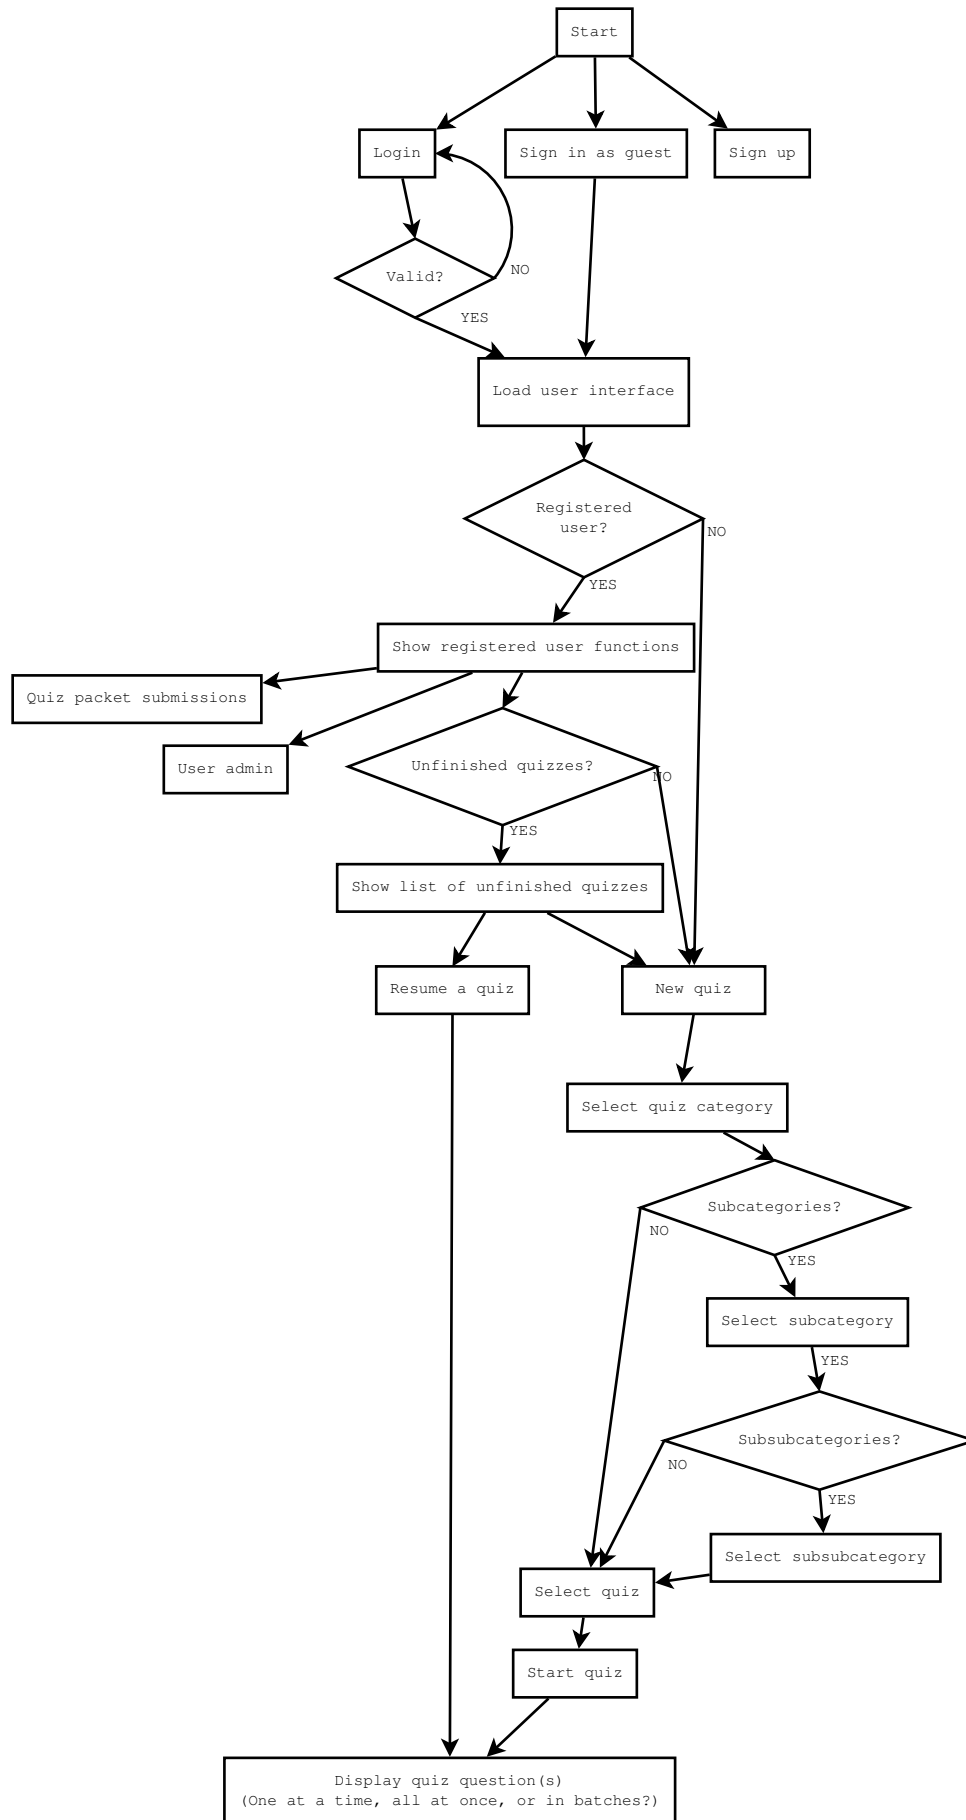 Start
Login
Sign in as guest
Sign up
Valid?
NO
YES
Load user interface
Registered
user?
NO
YES
Show registered user functions
Quiz packet submissions
User admin
Unfinished quizzes?
NO
YES
Show list of unfinished quizzes
Resume a quiz
New quiz
Select quiz category
Subcategories?
NO
YES
Select subcategory
YES
Subsubcategories?
NO
YES
Select subsubcategory
Select quiz
Start quiz
Display quiz question(s)
(One at a time, all at once, or in batches?)